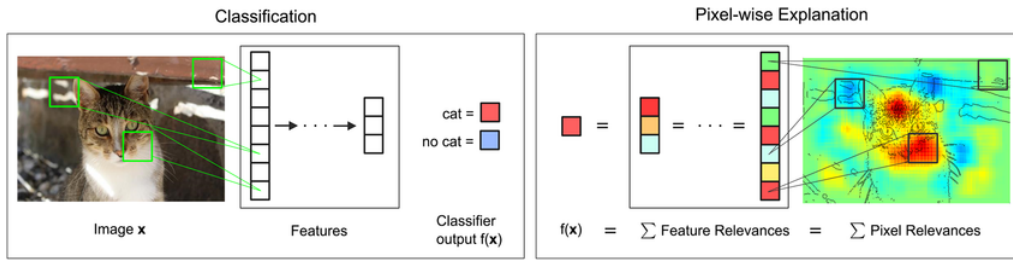 Classification
Pixel-wise Explanation
cat =
no cat =
Image x
Features
Classifier
output f(x)
= = · · · =
f(x) = ∑ Feature Relevances = ∑ Pixel Relevances